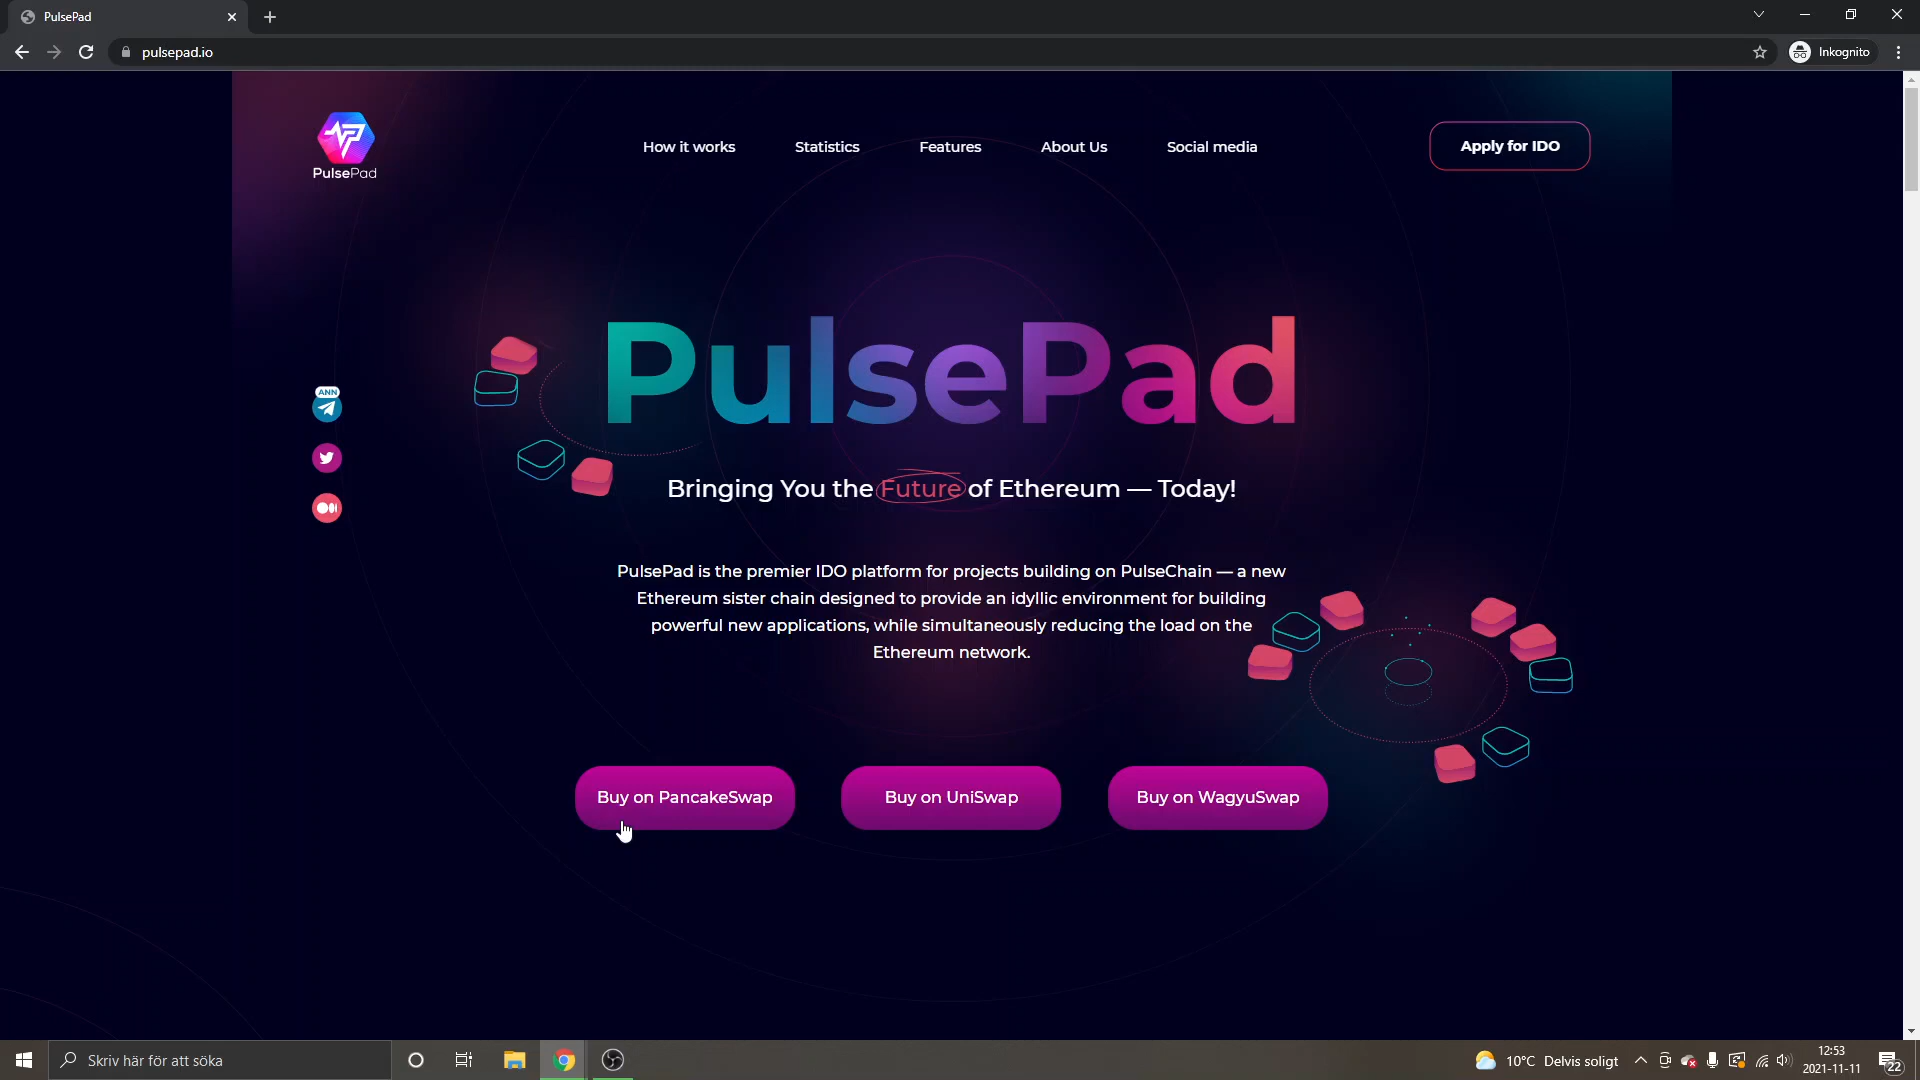 PulsePad
pulsepad.io
Inkognito
PulsePad
How it works
Statistics
Features
About Us
Social media
Apply for IDO
PulsePad
ANN
Bringing You the Future of Ethereum — Today!
PulsePad is the premier IDO platform for projects building on PulseChain — a new
Ethereum sister chain designed to provide an idyllic environment for building
powerful new applications, while simultaneously reducing the load on the
Ethereum network.
Buy on PancakeSwap
Buy on UniSwap
Buy on WagyuSwap
Skriv här för att söka
10°C Delvis soligt
12:53
2021-11-11
22